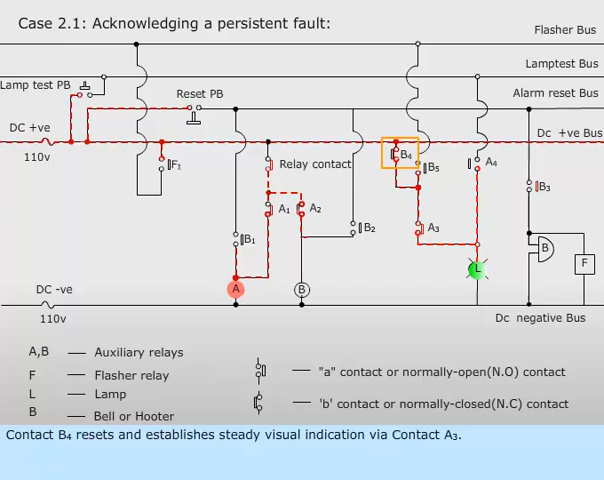 Case 2.1: Acknowledging a persistent fault:
Flasher Bus
Lamptest Bus
Lamp test PB
Reset PB
Alarm reset Bus
DC +ve
Dc +ve Bus
110v
F₁
Relay contact
B₄
B₅
A₄
B₃
A₁
A₂
B₁
B₂
A₃
B
L
F
A
B
DC -ve
110v
Dc negative Bus
A,B — Auxiliary relays
F — Flasher relay
L — Lamp
B — Bell or Hooter
— "a" contact or normally-open(N.O) contact
— 'b' contact or normally-closed(N.C) contact
Contact B₄ resets and establishes steady visual indication via Contact A₃.